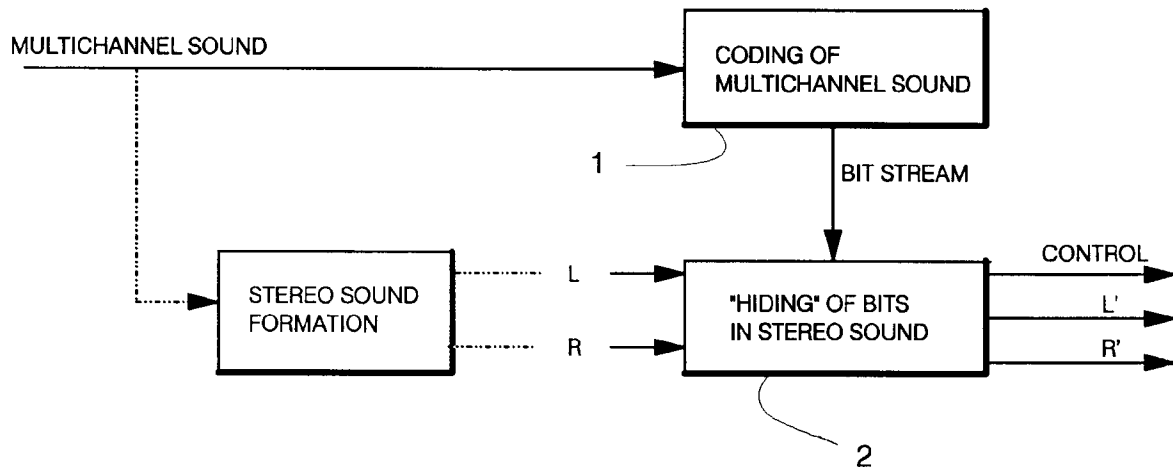 MULTICHANNEL SOUND
CODING OF
MULTICHANNEL SOUND
1
BIT STREAM
STEREO SOUND
FORMATION
L
R
"HIDING" OF BITS
IN STEREO SOUND
CONTROL
L'
R'
2